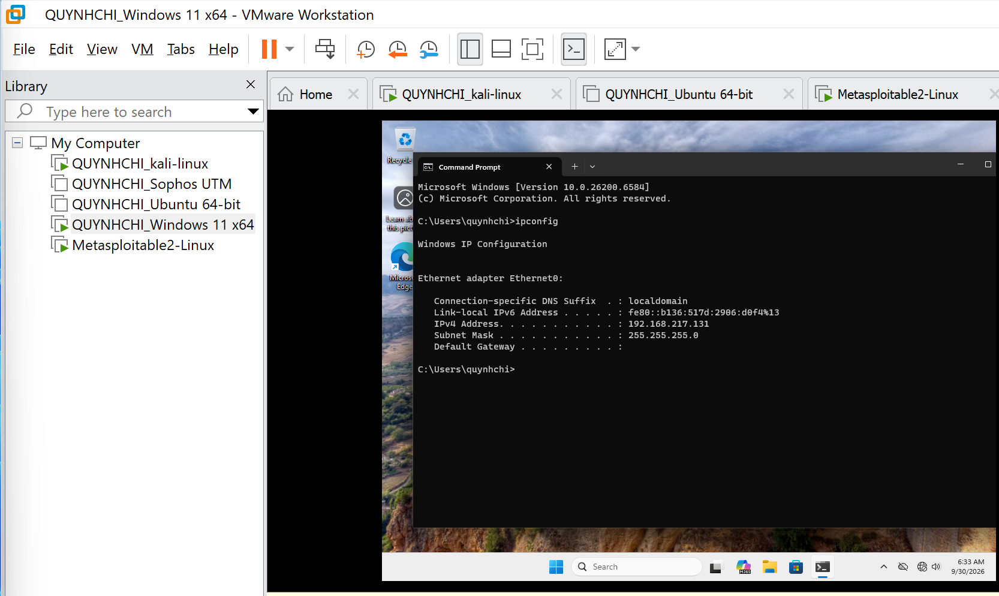 QUYNHCHI_Windows 11 x64 - VMware Workstation
File Edit View VM Tabs Help
Library
Type here to search
My Computer
QUYNHCHI_kali-linux
QUYNHCHI_Sophos UTM
QUYNHCHI_Ubuntu 64-bit
QUYNHCHI_Windows 11 x64
Metasploitable2-Linux
Home
QUYNHCHI_kali-linux
QUYNHCHI_Ubuntu 64-bit
Metasploitable2-Linux
Recycle
Learn ab
this pict
Micros
Edge
Command Prompt
Microsoft Windows [Version 10.0.26200.6584]
(c) Microsoft Corporation. All rights reserved.
C:\Users\quynhchi>ipconfig
Windows IP Configuration
Ethernet adapter Ethernet0:
Connection-specific DNS Suffix  . : localdomain
Link-local IPv6 Address . . . . . : fe80::b136:517d:2906:d0f4%13
IPv4 Address. . . . . . . . . . . : 192.168.217.131
Subnet Mask . . . . . . . . . . . : 255.255.255.0
Default Gateway . . . . . . . . . :
C:\Users\quynhchi>
Search
M365
6:33 AM
9/30/2026